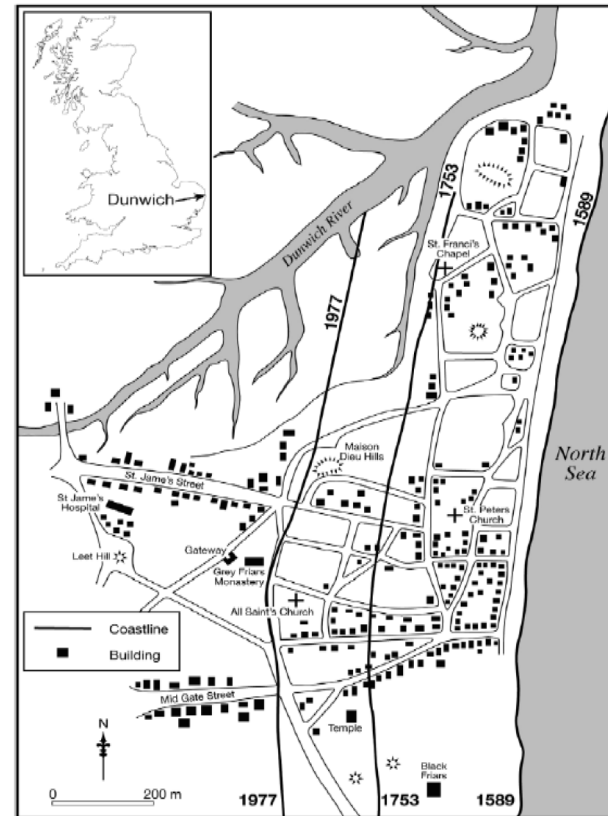 Dunwich
Dunwich River
1977
1753
1589
St. Franci's
Chapel
North
Sea
Maison
Dieu Hills
St. Jame's Street
St Jame's
Hospital
St. Peters
Church
Leet Hill
Gateway
Grey Friars
Monastery
All Saint's Church
Coastline
Building
Mid Gate Street
Temple
Black
Friars
N
0 200 m
1977
1753
1589